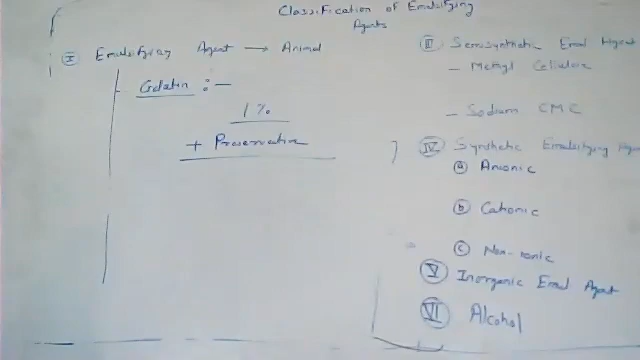 Classification of Emulsifying
Agents
I Emulsifying Agent → Animal
Gelatin :-
1 %
+ Preservative
III Semisynthetic Emul Agent
- Methyl Cellulose
- Sodium CMC
IV Synthetic Emulsifying
a Anionic
b Cationic
c Non-ionic
V Inorganic Emul Agent
VI Alcohol